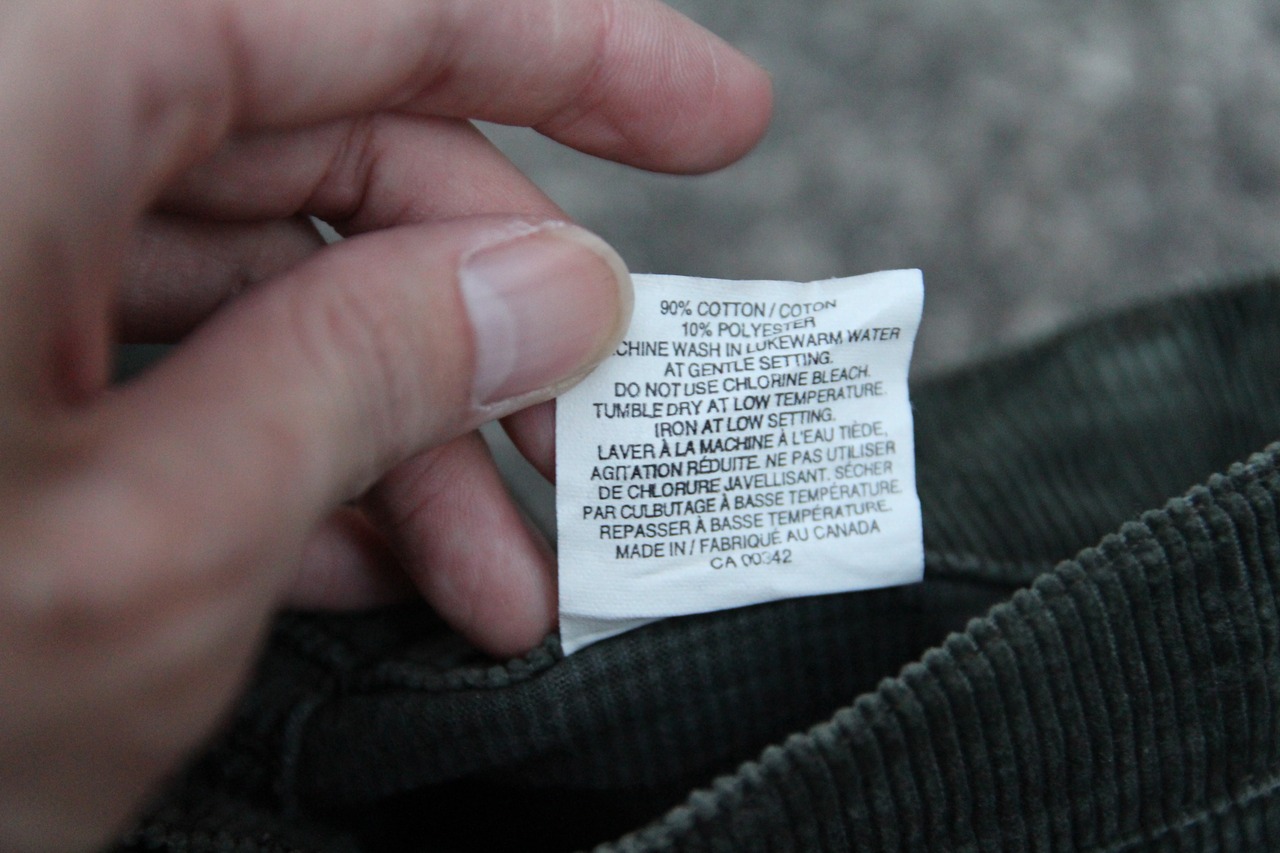 90% COTTON / COTON
10% POLYESTER
CHINE WASH IN LUKEWARM WATER
AT GENTLE SETTING.
DO NOT USE CHLORINE BLEACH.
TUMBLE DRY AT LOW TEMPERATURE.
IRON AT LOW SETTING.
LAVER À LA MACHINE À L'EAU TIÈDE,
AGITATION RÉDUITE. NE PAS UTILISER
DE CHLORURE JAVELLISANT. SÉCHER
PAR CULBUTAGE À BASSE TEMPÉRATURE.
REPASSER À BASSE TEMPÉRATURE.
MADE IN / FABRIQUÉ AU CANADA
CA 00342